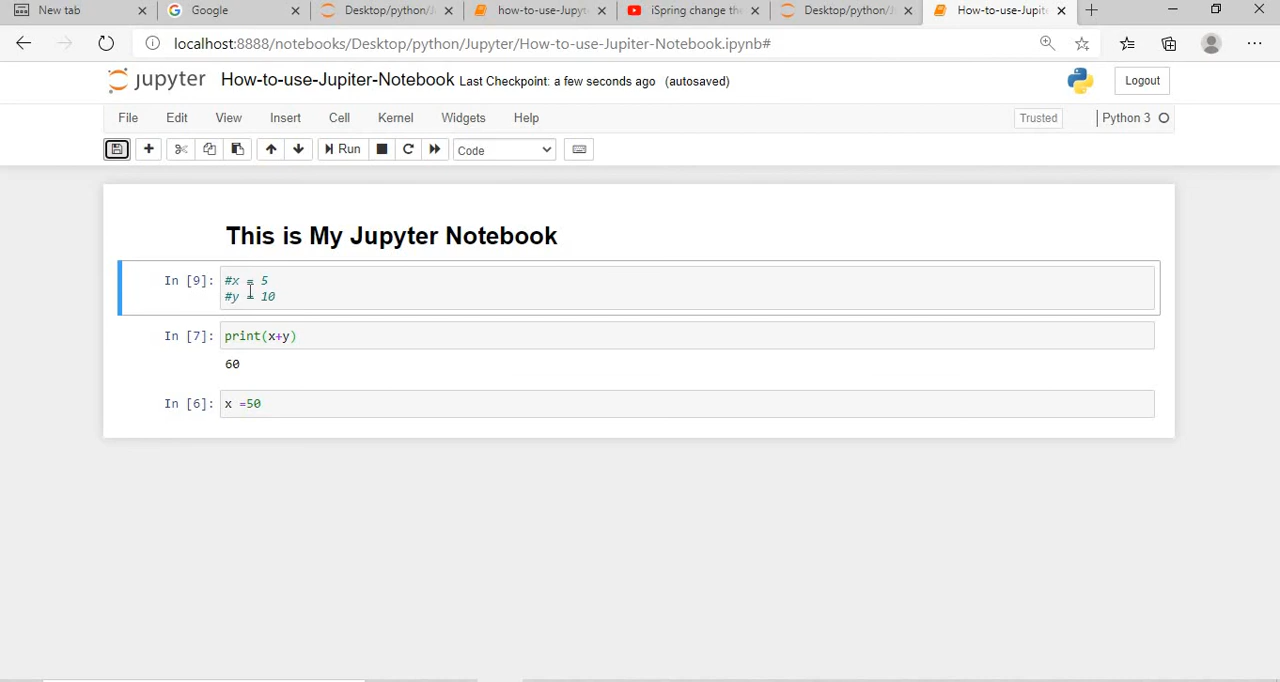 New tab
Google
Desktop/python/J
how-to-use-Jupyt
iSpring change the
Desktop/python/J
How-to-use-Jupite
localhost:8888/notebooks/Desktop/python/Jupyter/How-to-use-Jupiter-Notebook.ipynb#
jupyter How-to-use-Jupiter-Notebook Last Checkpoint: a few seconds ago (autosaved)
Logout
File Edit View Insert Cell Kernel Widgets Help
Trusted
Python 3
Run
Code
This is My Jupyter Notebook
In [9]: #x = 5
#y = 10
In [7]: print(x+y)
60
In [6]: x =50